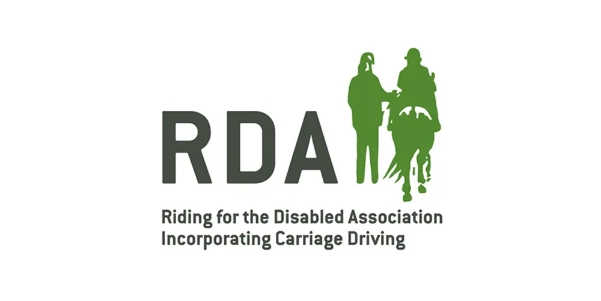 RDA
Riding for the Disabled Association
Incorporating Carriage Driving